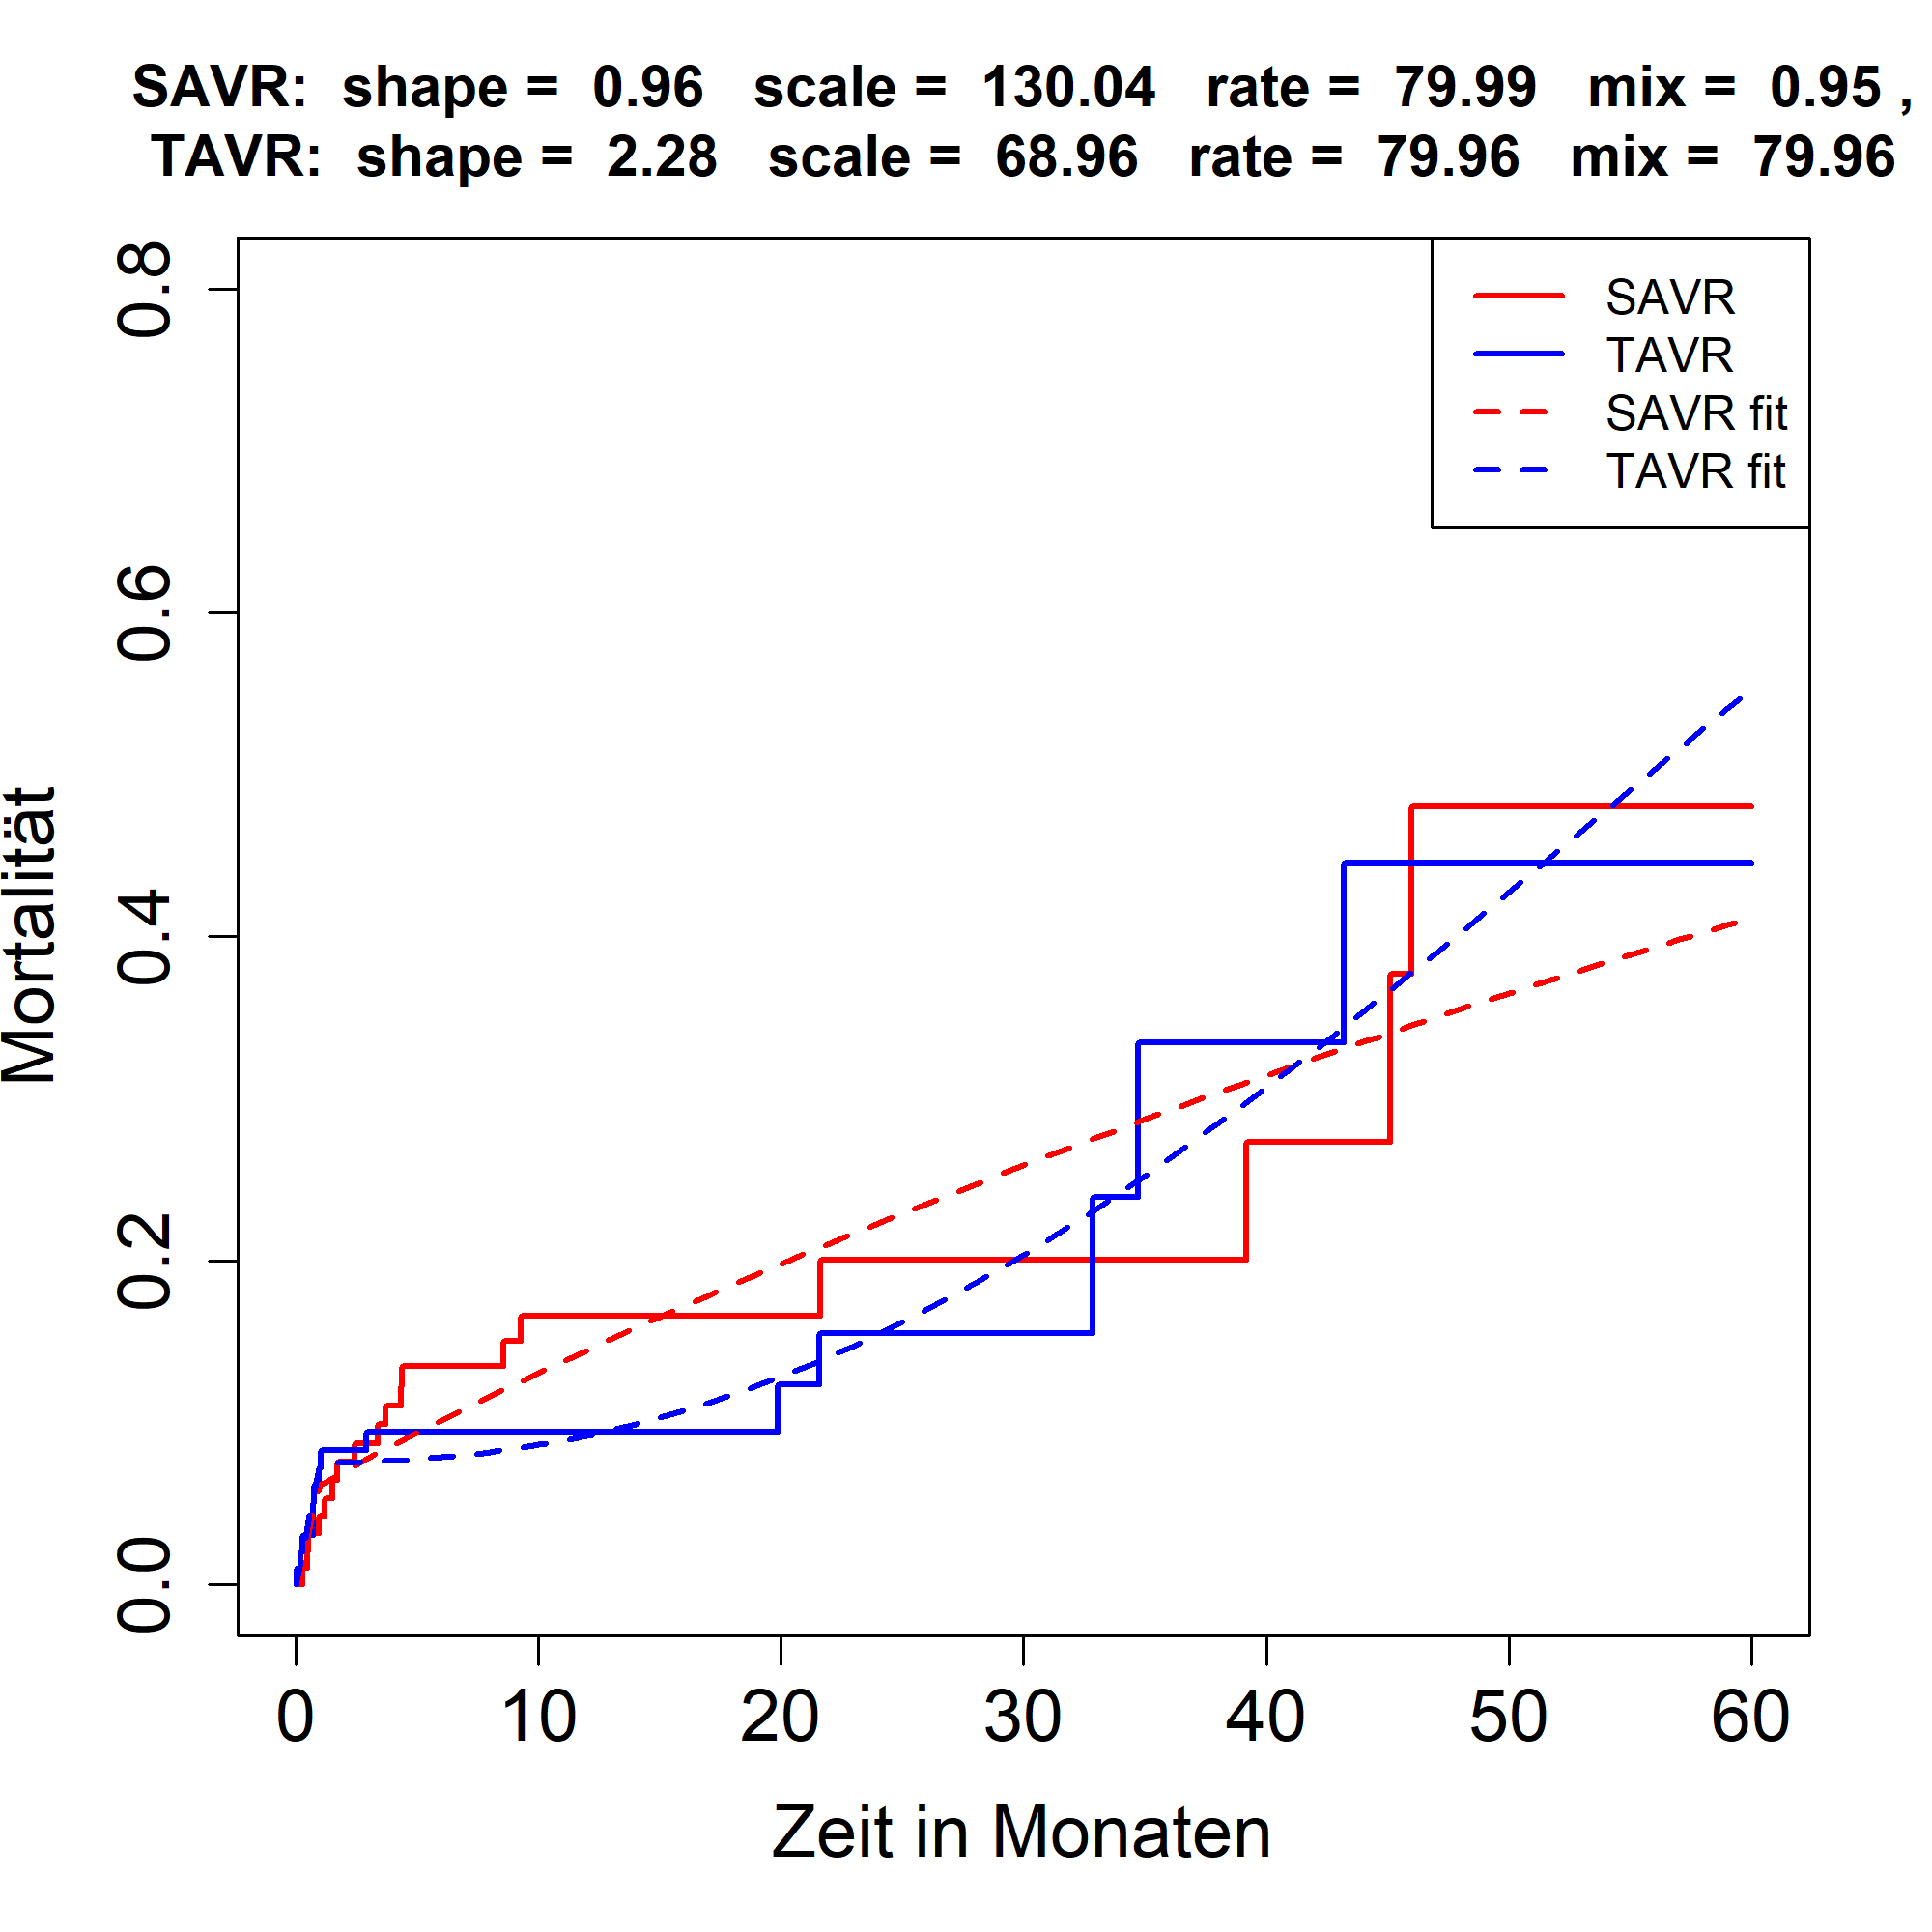 SAVR: shape = 0.96 scale = 130.04 rate = 79.99 mix = 0.95 ,
TAVR: shape = 2.28 scale = 68.96 rate = 79.96 mix = 79.96
SAVR
TAVR
SAVR fit
TAVR fit
Mortalität
0.8
0.6
0.4
0.2
0.0
0 10 20 30 40 50 60
Zeit in Monaten